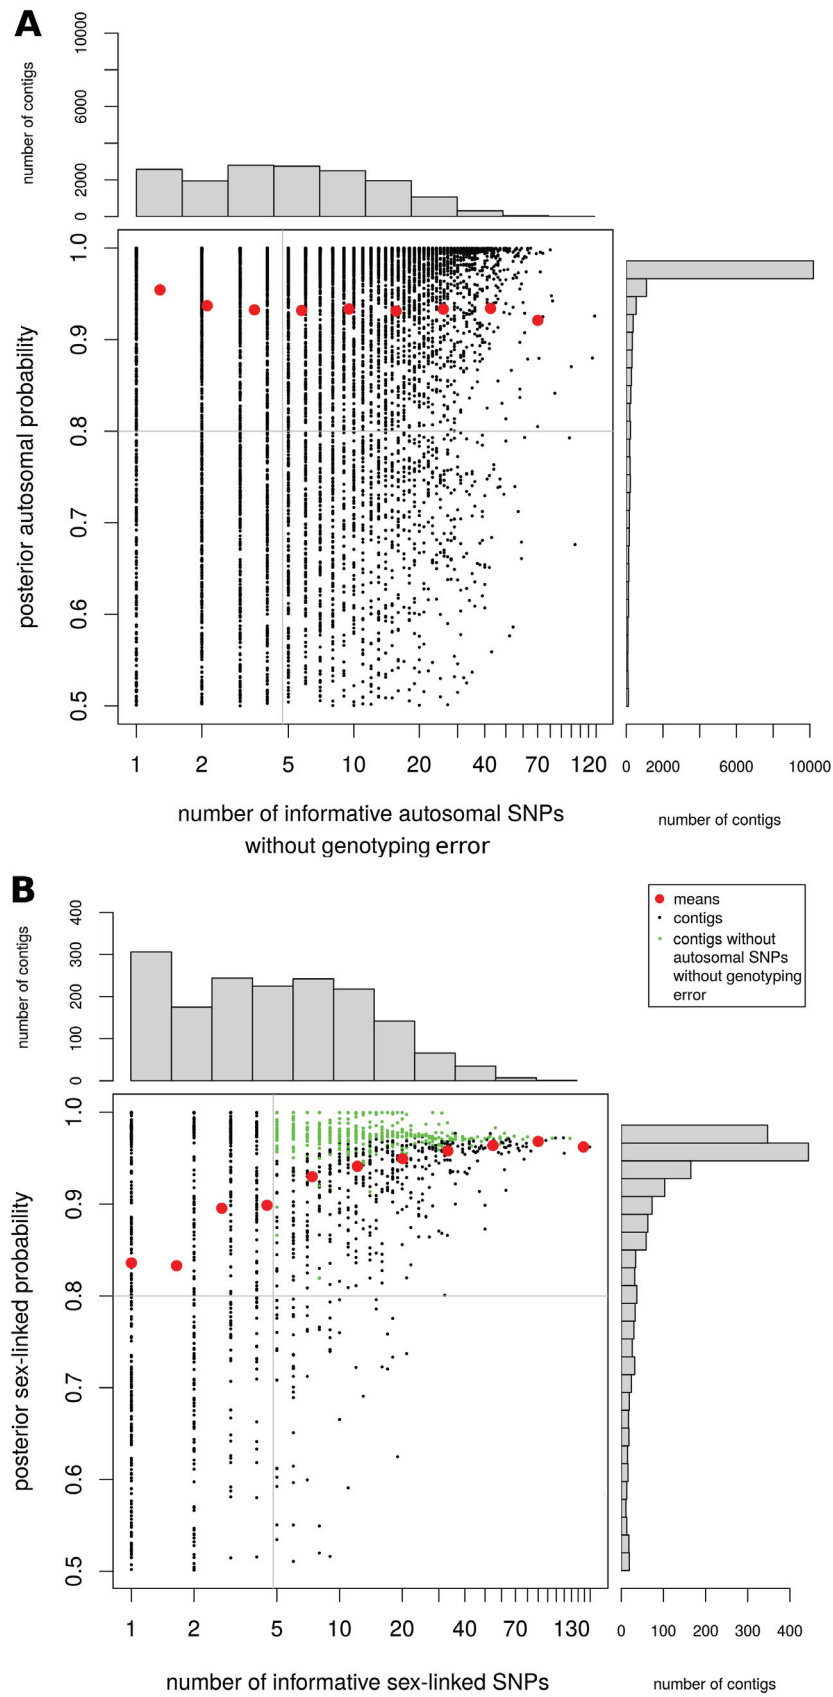 A
number of contigs
0
2000
6000
10000
posterior autosomal probability
0.5
0.6
0.7
0.8
0.9
1.0
1 2 5 10 20 40 70 120
number of informative autosomal SNPs
without genotyping error
0 2000 6000 10000
number of contigs
B
number of contigs
0
100
200
300
400
means
contigs
contigs without
autosomal SNPs
without genotyping
error
posterior sex-linked probability
0.5
0.6
0.7
0.8
0.9
1.0
1 2 5 10 20 40 70 130
number of informative sex-linked SNPs
0 100 200 300 400
number of contigs